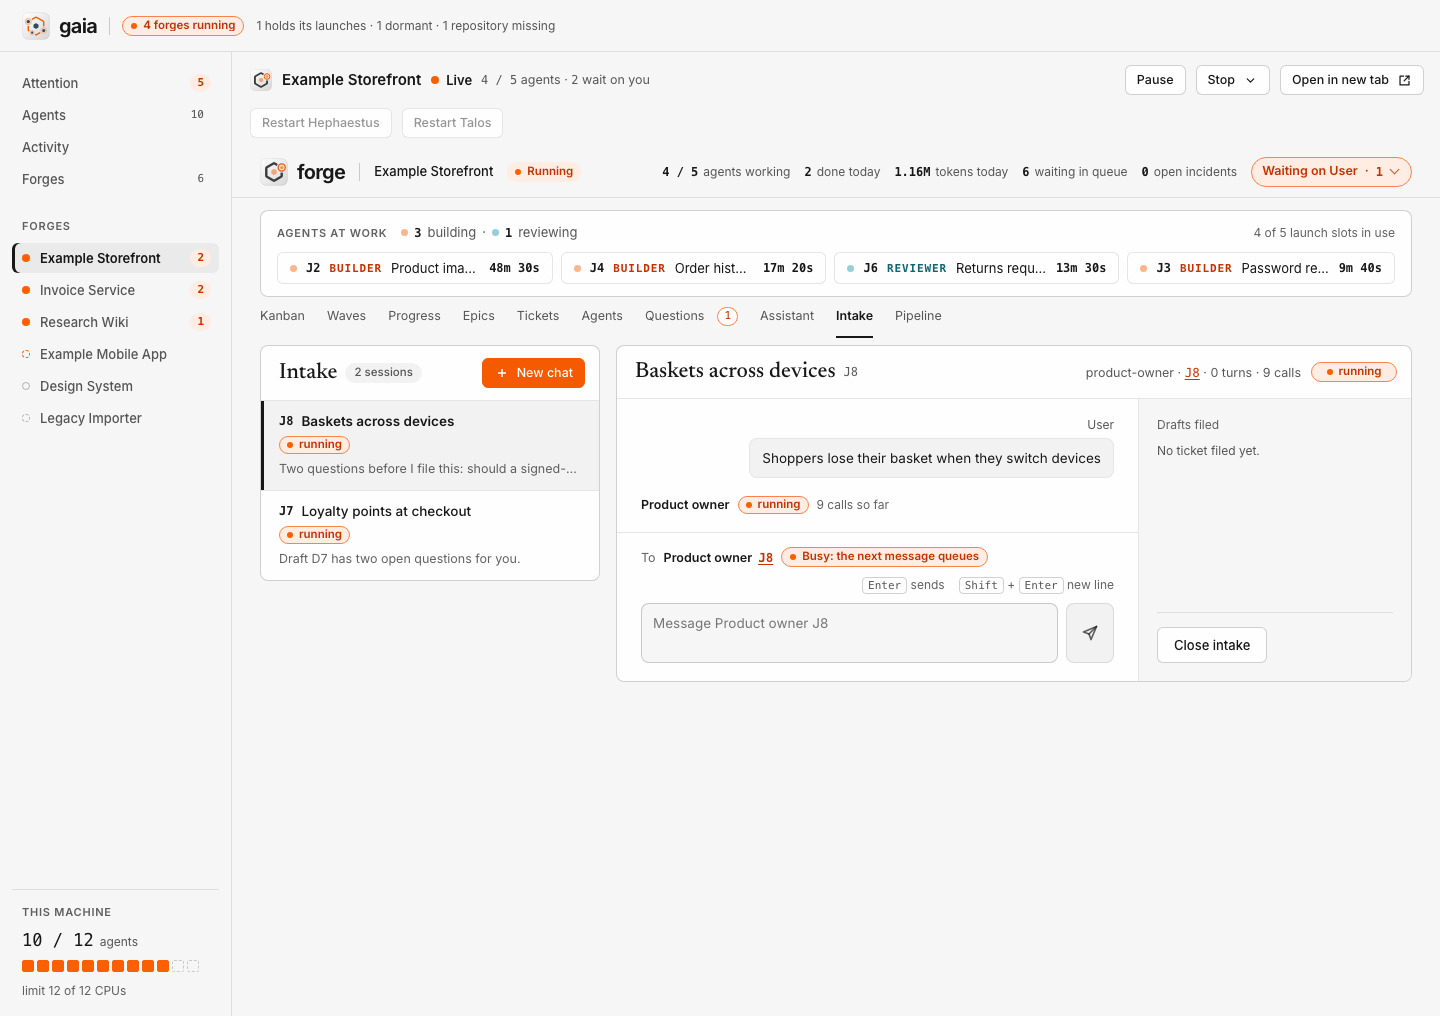 gaia
4 forges running
1 holds its launches · 1 dormant · 1 repository missing
Attention 5
Agents 10
Activity
Forges 6
FORGES
Example Storefront 2
Invoice Service 2
Research Wiki 1
Example Mobile App
Design System
Legacy Importer
THIS MACHINE
10 / 12 agents
limit 12 of 12 CPUs
Example Storefront Live 4 / 5 agents · 2 wait on you
Pause Stop Open in new tab
Restart Hephaestus Restart Talos
forge Example Storefront Running
4 / 5 agents working 2 done today 1.16M tokens today 6 waiting in queue 0 open incidents Waiting on User · 1
AGENTS AT WORK 3 building · 1 reviewing
4 of 5 launch slots in use
J2 BUILDER Product ima... 48m 30s
J4 BUILDER Order hist... 17m 20s
J6 REVIEWER Returns requ... 13m 30s
J3 BUILDER Password re... 9m 40s
Kanban Waves Progress Epics Tickets Agents Questions 1 Assistant Intake Pipeline
Intake 2 sessions
+ New chat
J8 Baskets across devices
running
Two questions before I file this: should a signed-...
J7 Loyalty points at checkout
running
Draft D7 has two open questions for you.
Baskets across devices J8
product-owner · J8 · 0 turns · 9 calls running
User
Shoppers lose their basket when they switch devices
Product owner running 9 calls so far
To Product owner J8 Busy: the next message queues
Enter sends Shift + Enter new line
Message Product owner J8
Drafts filed
No ticket filed yet.
Close intake